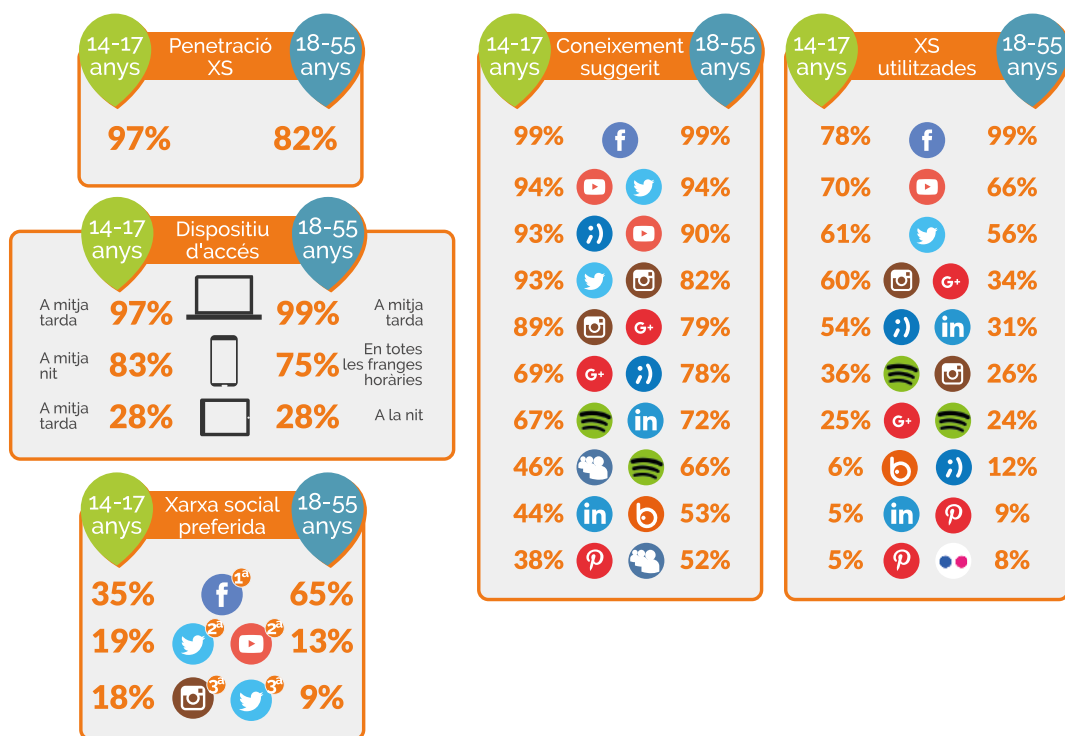 14-17
anys
Penetració
XS
18-55
anys
97%
82%
14-17
anys
Dispositiu
d'accés
18-55
anys
A mitja
tarda
97%
99%
A mitja
tarda
A mitja
nit
83%
75%
En totes
les franges
horàries
A mitja
tarda
28%
28%
A la nit
14-17
anys
Xarxa social
preferida
18-55
anys
35%
f
1ª
65%
19%
2ª
2ª
13%
18%
3ª
3ª
9%
14-17
anys
Coneixement
suggerit
18-55
anys
99%
f
99%
94%
94%
93%
;)
90%
93%
82%
89%
G+
79%
69%
G+
;)
78%
67%
in
72%
46%
66%
44%
in
b
53%
38%
52%
14-17
anys
XS
utilitzades
18-55
anys
78%
f
99%
70%
66%
61%
56%
60%
G+
34%
54%
;)
in
31%
36%
26%
25%
G+
24%
6%
b
;)
12%
5%
in
9%
5%
8%